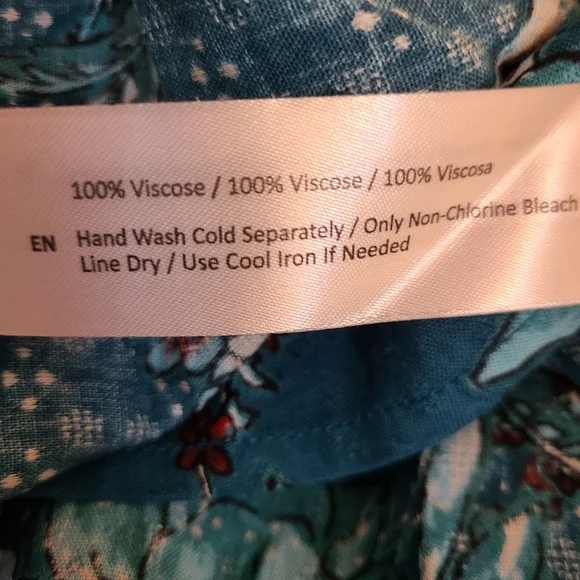 100% Viscose / 100% Viscose / 100% Viscosa
EN Hand Wash Cold Separately / Only Non-Chlorine Bleach
Line Dry / Use Cool Iron If Needed